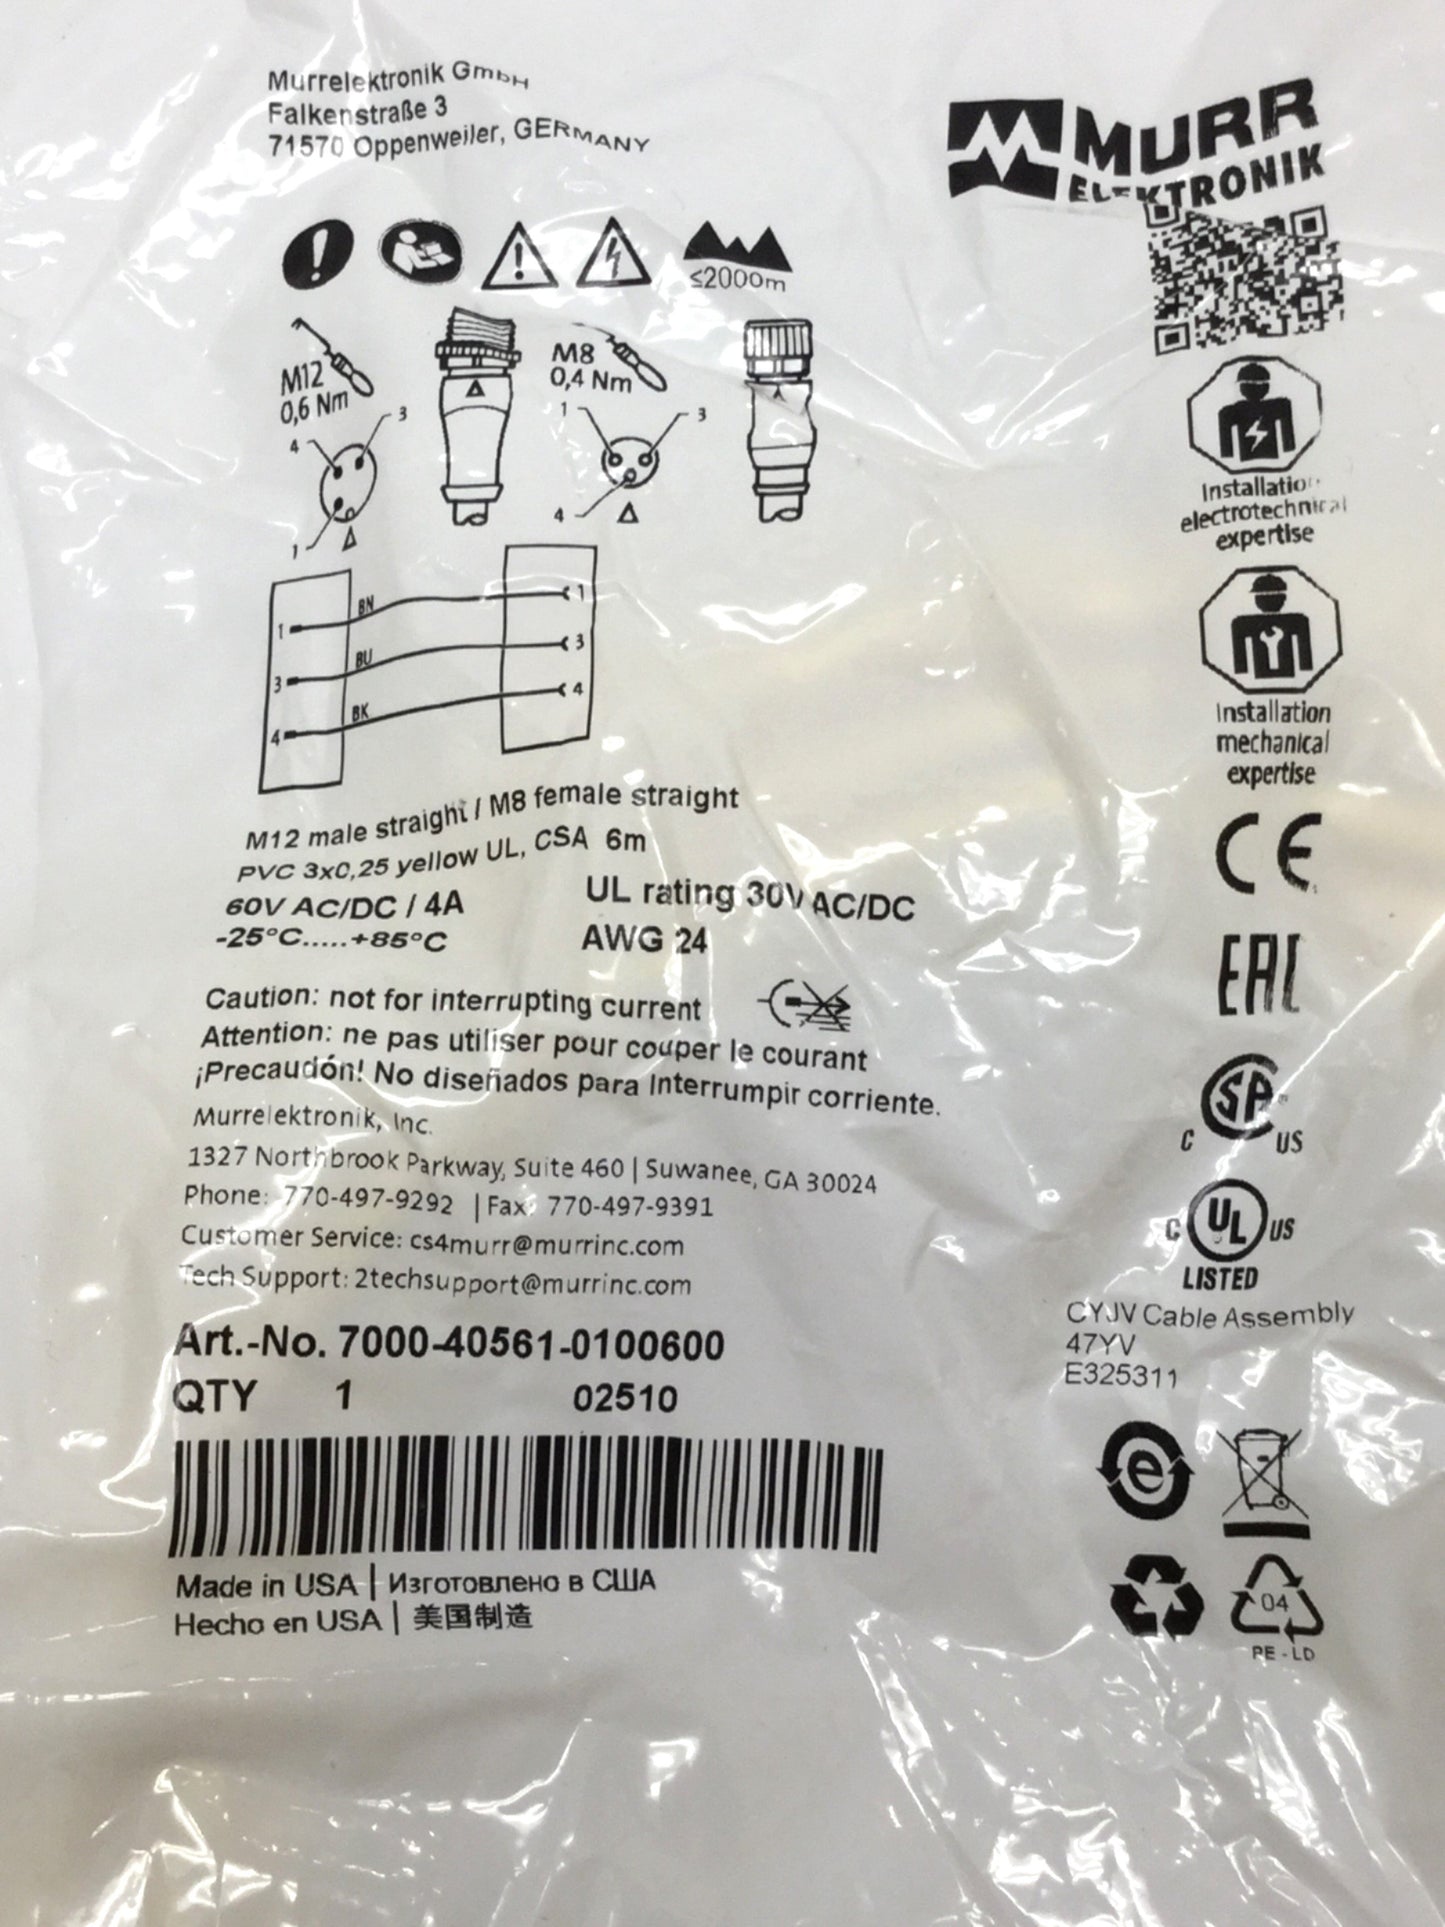 Murrelektronik GmbH
Falkenstraße 3
71570 Oppenweiler, GERMANY
MURR
ELEKTRONIK
≤2000m
M12
0,6 Nm
4
3
1
M8
0,4 Nm
1
3
4
Installation
electrotechnical
expertise
1 BN 1
3 BU 3
4 BK 4
Installation
mechanical
expertise
M12 male straight / M8 female straight
PVC 3x0,25 yellow UL, CSA 6m
60V AC/DC / 4A UL rating 30V AC/DC
-25°C.....+85°C AWG 24
CE
EAC
Caution: not for interrupting current
Attention: ne pas utiliser pour couper le courant
¡Precaudón! No diseñados para Interrumpir corriente.
Murrelektronik, Inc.
1327 Northbrook Parkway, Suite 460 | Suwanee, GA 30024
Phone: 770-497-9292 | Fax: 770-497-9391
Customer Service: cs4murr@murrinc.com
Tech Support: 2techsupport@murrinc.com
C SA US
C UL US
LISTED
CYJV Cable Assembly
47YV
E325311
Art.-No. 7000-40561-0100600
QTY 1 02510
e
Made in USA | Изготовлено в США
Hecho en USA | 美国制造
04
PE-LD